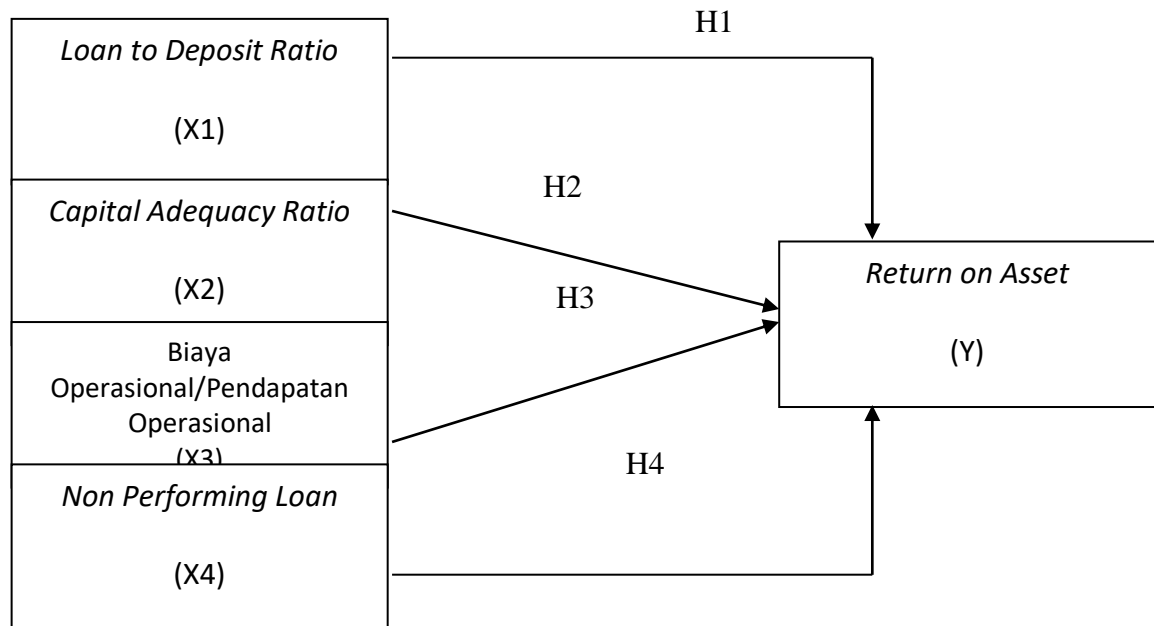 H1
Loan to Deposit Ratio
(X1)
H2
Capital Adequacy Ratio
(X2)
H3
Return on Asset
(Y)
Biaya
Operasional/Pendapatan
Operasional
(X3)
H4
Non Performing Loan
(X4)